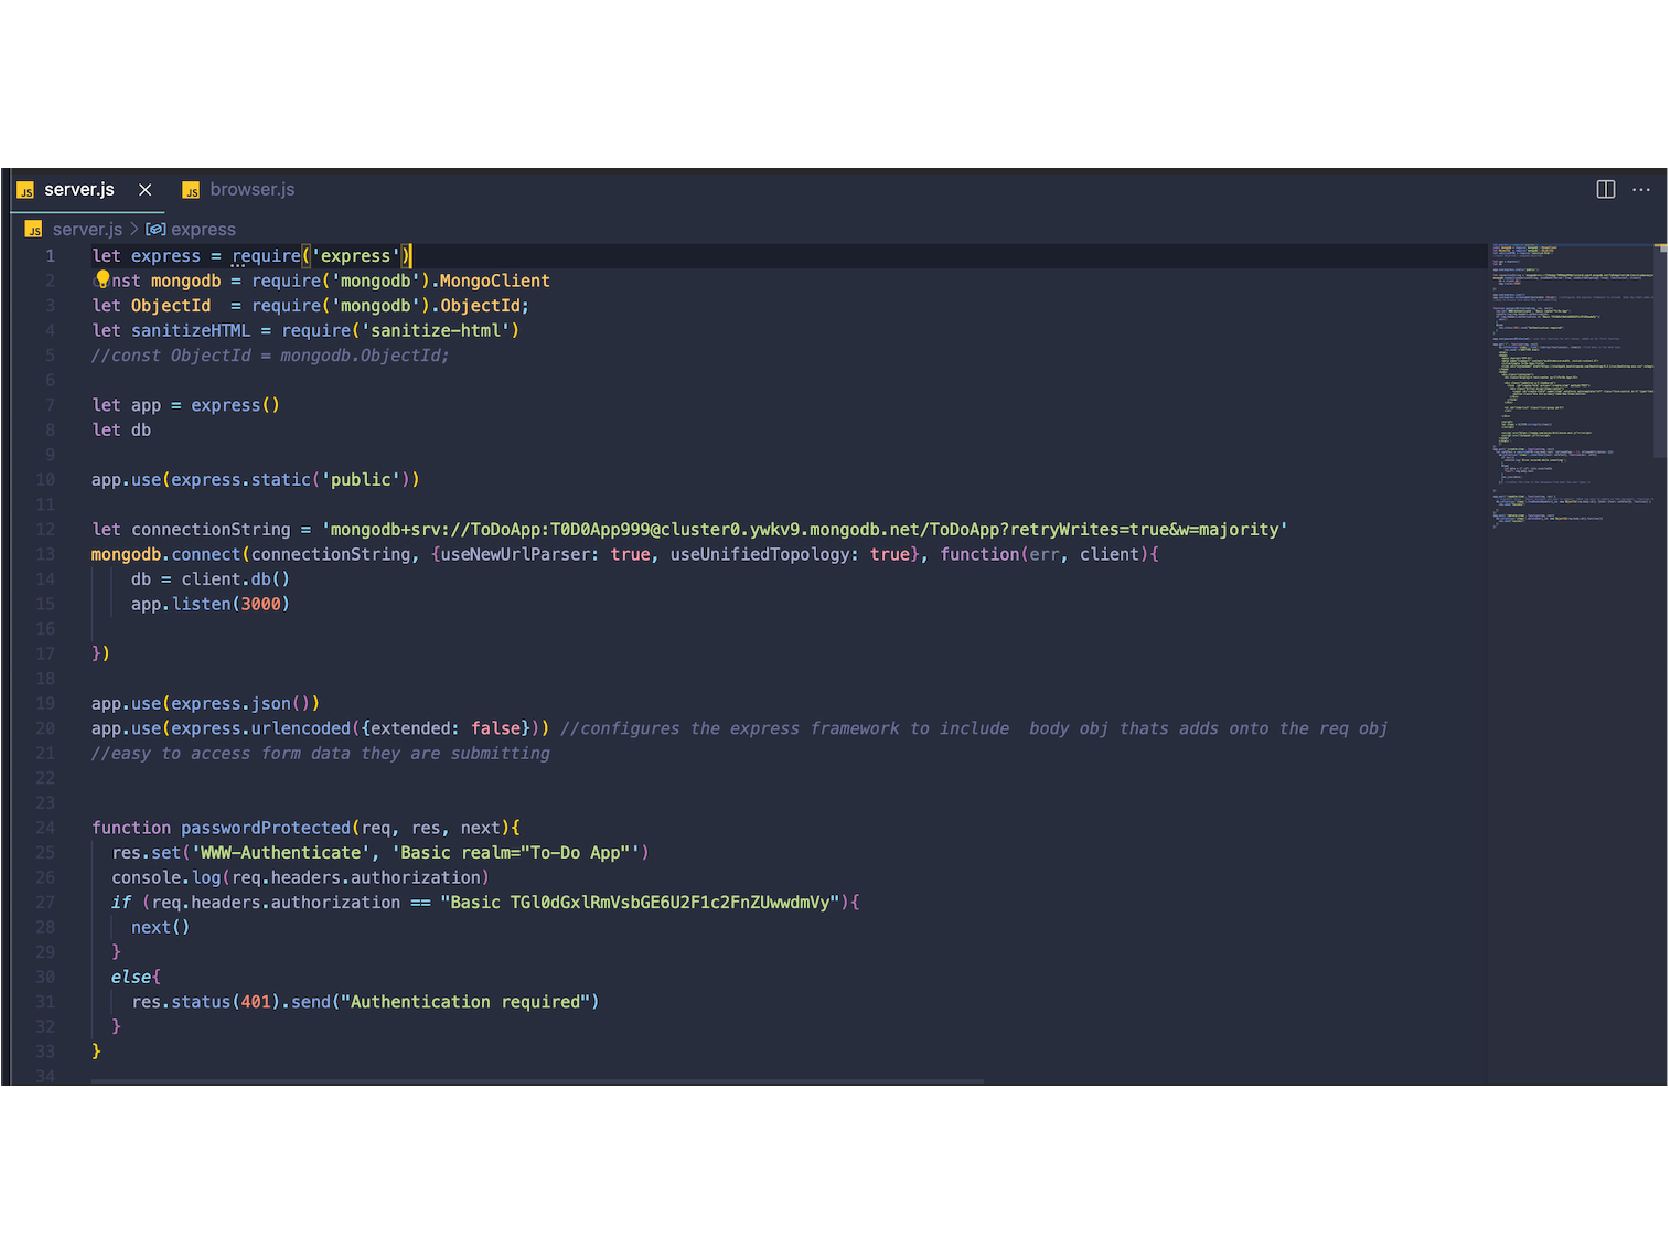 server.js
browser.js
server.js > express
1 let express = require('express')
2 const mongodb = require('mongodb').MongoClient
3 let ObjectId  = require('mongodb').ObjectId;
4 let sanitizeHTML = require('sanitize-html')
5 //const ObjectId = mongodb.ObjectId;
6
7 let app = express()
8 let db
9
10 app.use(express.static('public'))
11
12 let connectionString = 'mongodb+srv://ToDoApp:T0D0App999@cluster0.ywkv9.mongodb.net/ToDoApp?retryWrites=true&w=majority'
13 mongodb.connect(connectionString, {useNewUrlParser: true, useUnifiedTopology: true}, function(err, client){
14     db = client.db()
15     app.listen(3000)
16
17 })
18
19 app.use(express.json())
20 app.use(express.urlencoded({extended: false})) //configures the express framework to include  body obj thats adds onto the req obj
21 //easy to access form data they are submitting
22
23
24 function passwordProtected(req, res, next){
25   res.set('WWW-Authenticate', 'Basic realm="To-Do App"')
26   console.log(req.headers.authorization)
27   if (req.headers.authorization == "Basic TGl0dGxlRmVsbGE6U2F1c2FnZUwwdmVy"){
28     next()
29   }
30   else{
31     res.status(401).send("Authentication required")
32   }
33 }
34